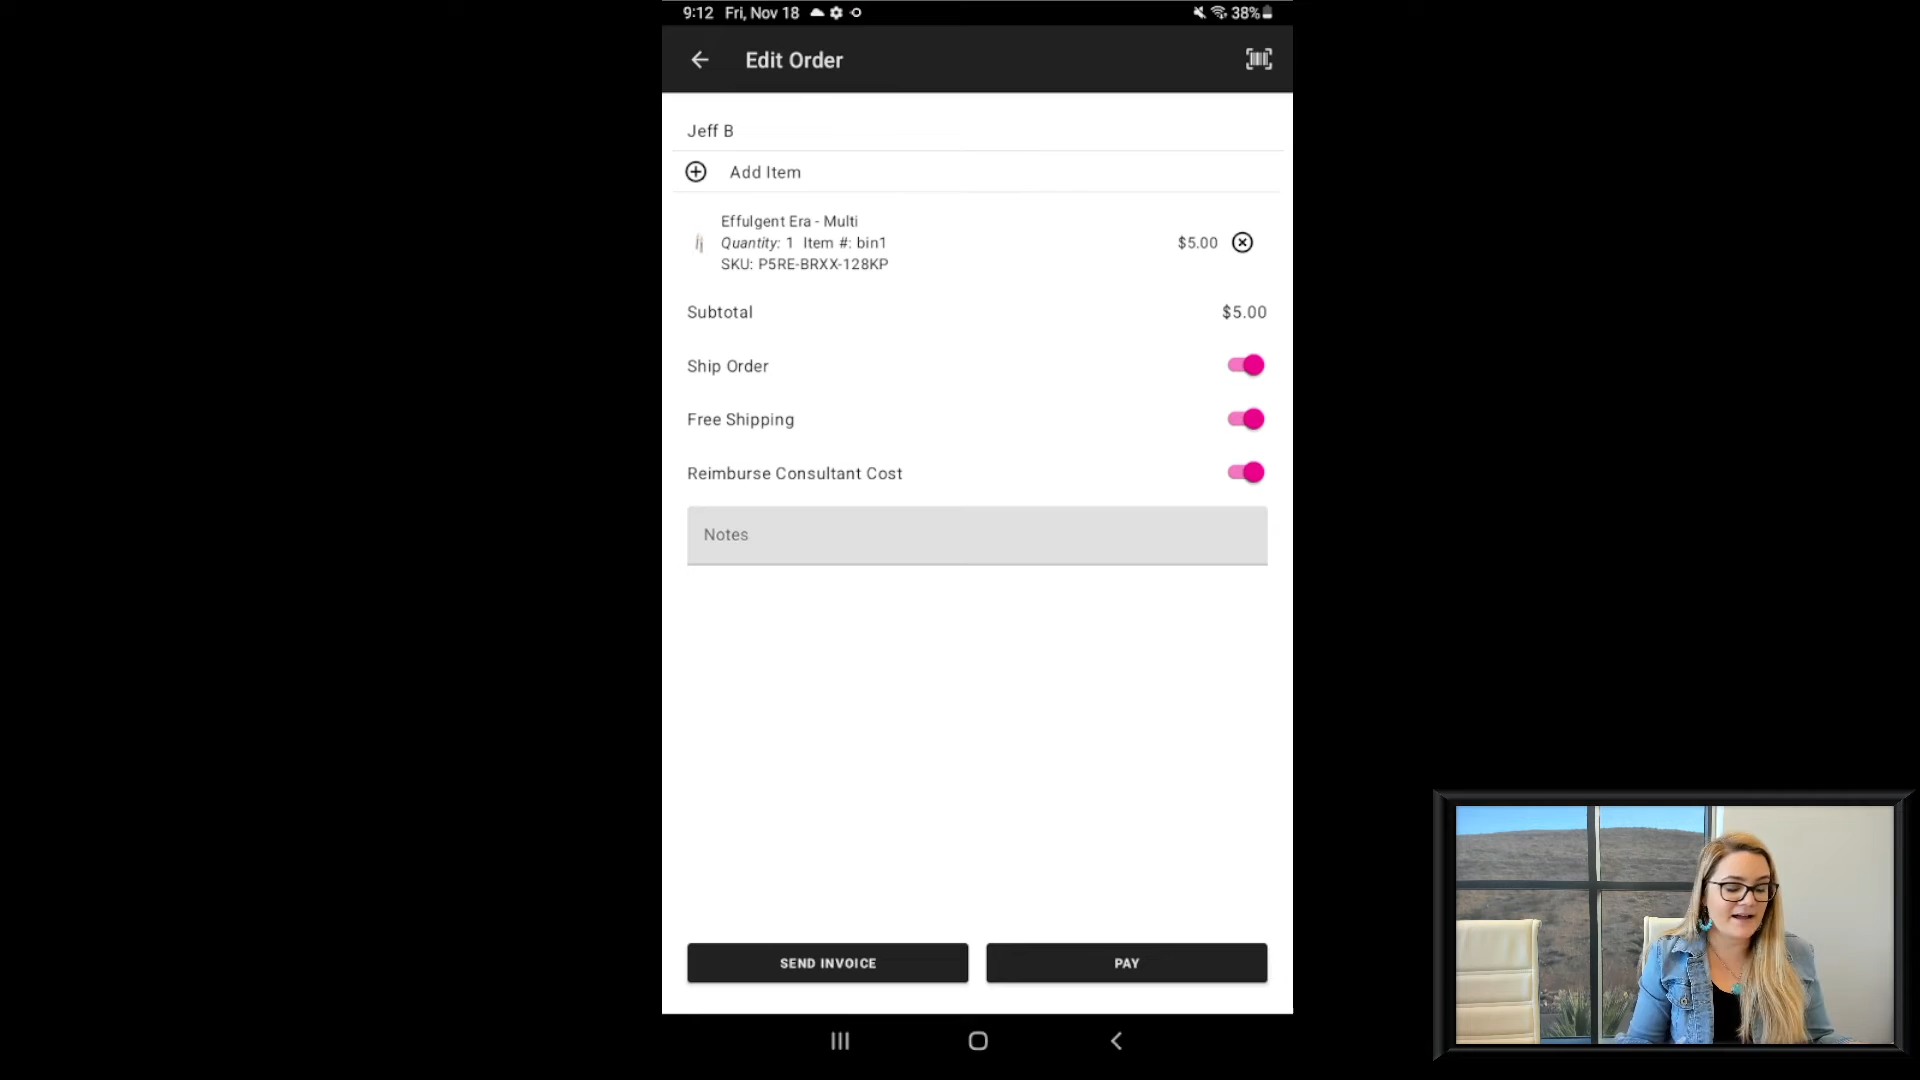 9:12 Fri, Nov 18 38%
Edit Order
Jeff B
Add Item
Effulgent Era - Multi
Quantity: 1 Item #: bin1
SKU: P5RE-BRXX-128KP
$5.00
Subtotal $5.00
Ship Order
Free Shipping
Reimburse Consultant Cost
Notes
SEND INVOICE PAY